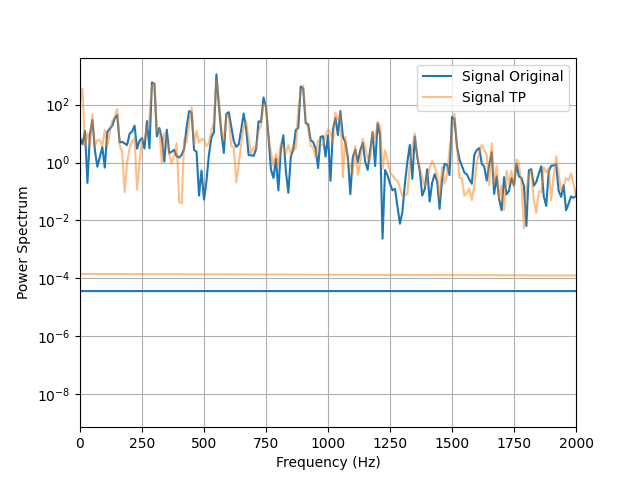 Signal Original
Signal TP
Power Spectrum
10²
10⁰
10⁻²
10⁻⁴
10⁻⁶
10⁻⁸
0 250 500 750 1000 1250 1500 1750 2000
Frequency (Hz)